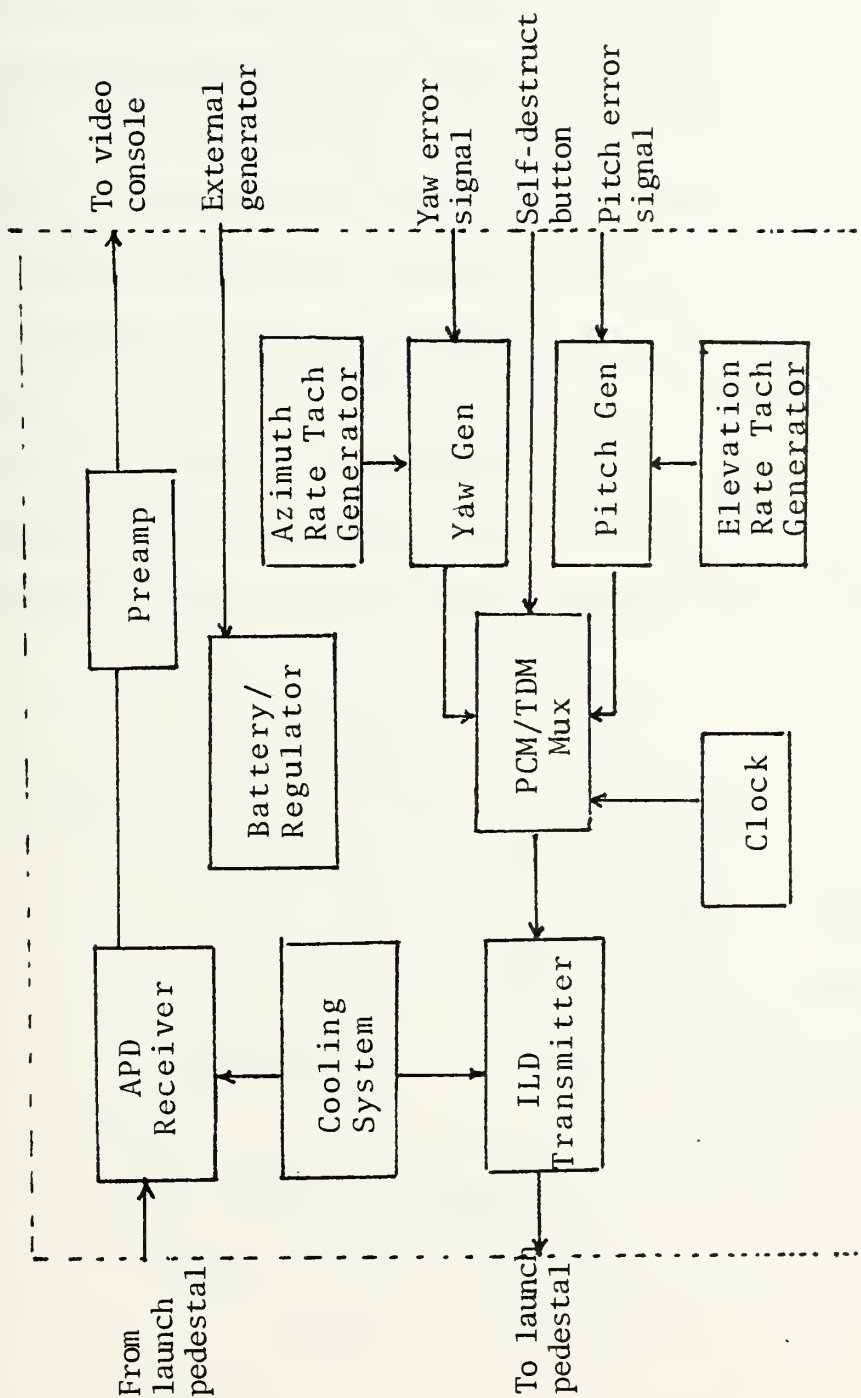 From
launch
pedestal
APD
Receiver
Preamp
To video
console
External
generator
Battery/
Regulator
Cooling
System
Azimuth
Rate Tach
Generator
Yaw error
signal
Yaw Gen
Self-destruct
button
Pitch error
signal
Pitch Gen
Elevation
Rate Tach
Generator
PCM/TDM
Mux
Clock
ILD
Transmitter
To launch
pedestal